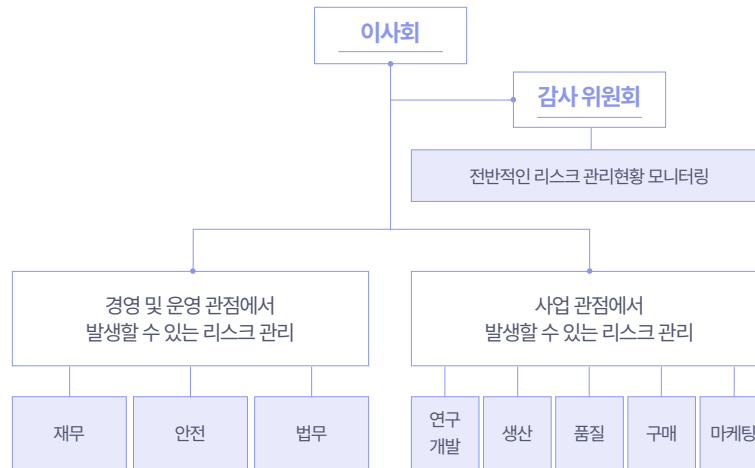 이사회
감사 위원회
전반적인 리스크 관리현황 모니터링
경영 및 운영 관점에서
발생할 수 있는 리스크 관리
사업 관점에서
발생할 수 있는 리스크 관리
재무
안전
법무
연구
개발
생산
품질
구매
마케팅